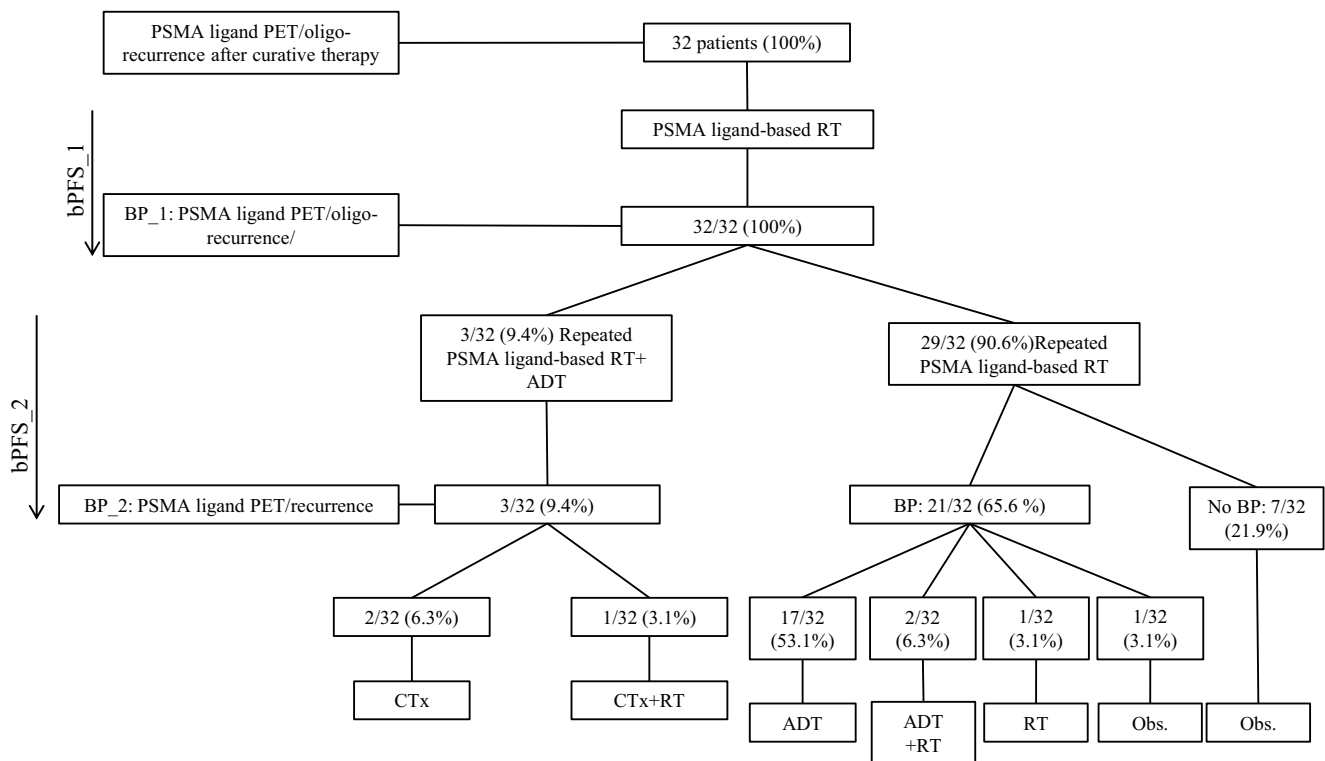 PSMA ligand PET/oligo-
recurrence after curative therapy
32 patients (100%)
PSMA ligand-based RT
bPFS_1
BP_1: PSMA ligand PET/oligo-
recurrence/
32/32 (100%)
3/32 (9.4%) Repeated
PSMA ligand-based RT+
ADT
29/32 (90.6%)Repeated
PSMA ligand-based RT
bPFS_2
BP_2: PSMA ligand PET/recurrence
3/32 (9.4%)
BP: 21/32 (65.6 %)
No BP: 7/32
(21.9%)
2/32 (6.3%)
1/32 (3.1%)
17/32
(53.1%)
2/32
(6.3%)
1/32
(3.1%)
1/32
(3.1%)
CTx
CTx+RT
ADT
ADT
+RT
RT
Obs.
Obs.